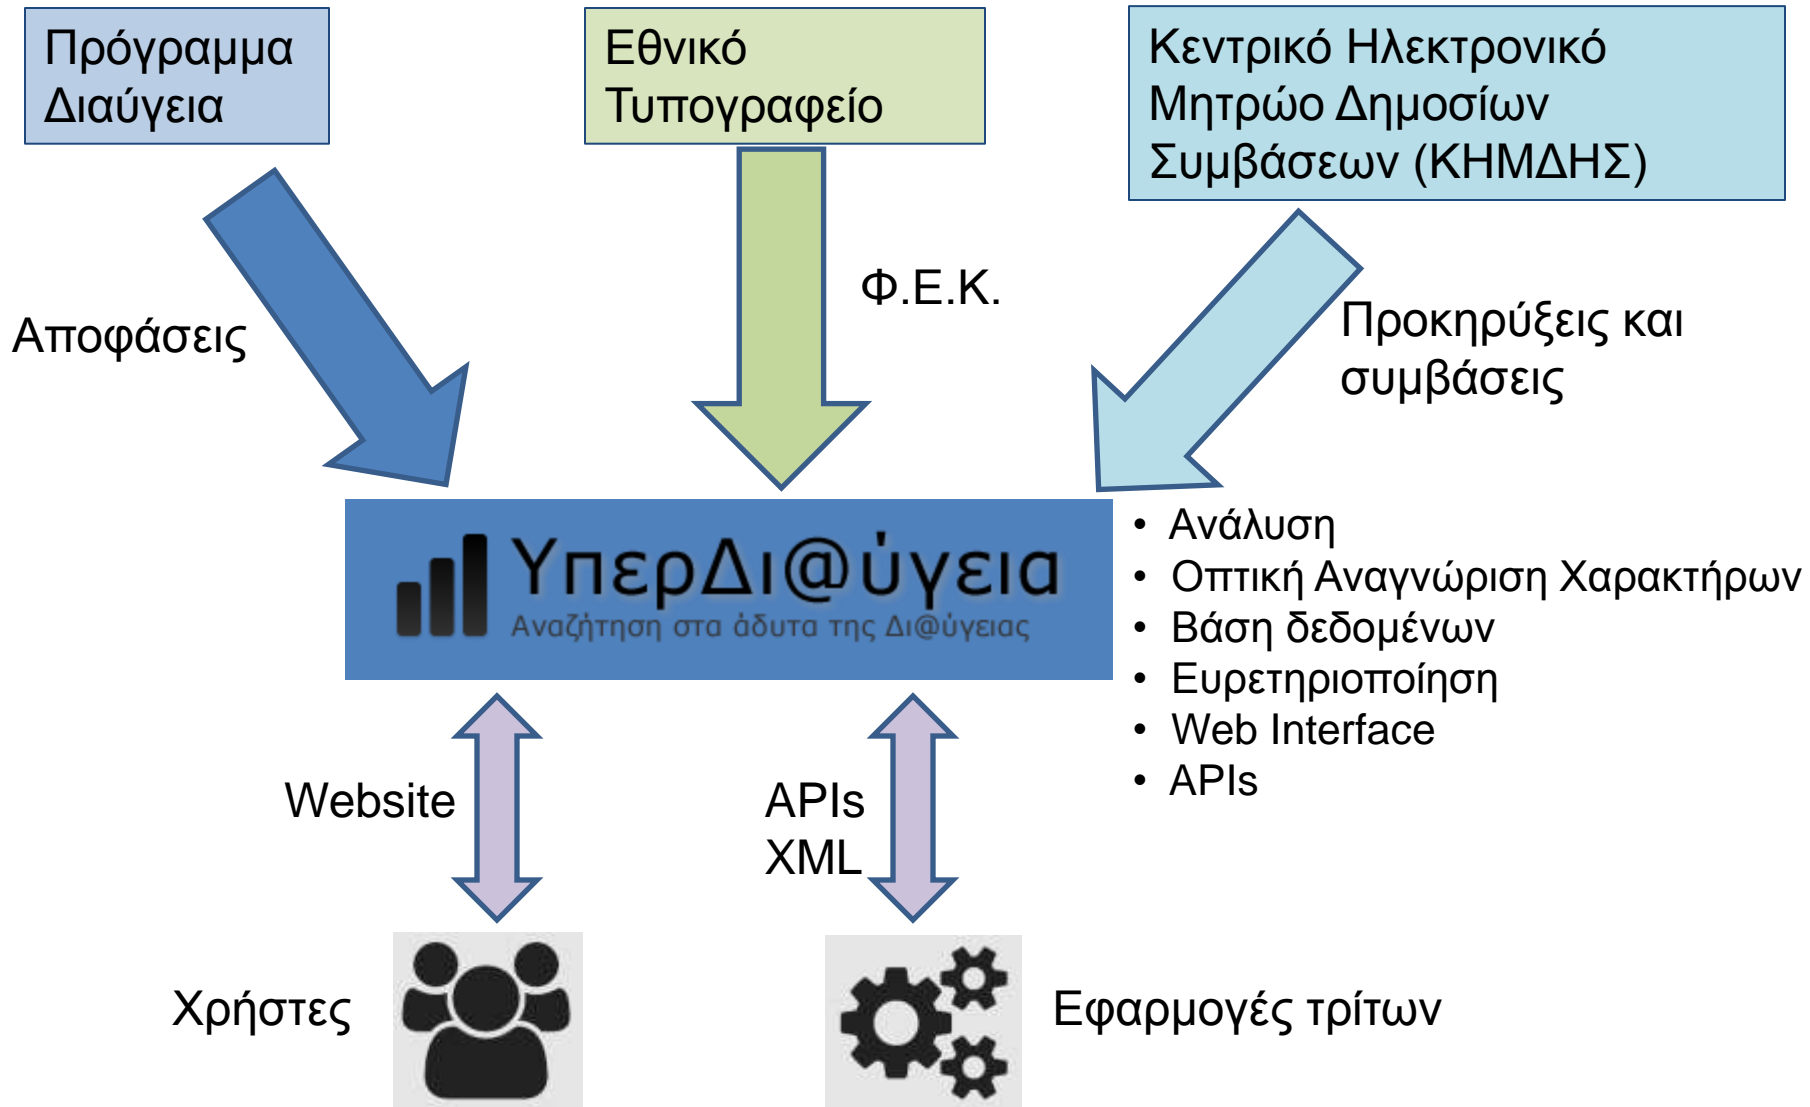 Πρόγραμμα
Διαύγεια
Εθνικό
Τυπογραφείο
Κεντρικό Ηλεκτρονικό
Μητρώο Δημοσίων
Συμβάσεων (ΚΗΜΔΗΣ)
Αποφάσεις
Φ.Ε.Κ.
Προκηρύξεις και
συμβάσεις
ΥπερΔι@ύγεια
Αναζήτηση στα άδυτα της Δι@ύγειας
• Ανάλυση
• Οπτική Αναγνώριση Χαρακτήρων
• Βάση δεδομένων
• Ευρετηριοποίηση
• Web Interface
• APIs
Website
APIs
XML
Χρήστες
Εφαρμογές τρίτων